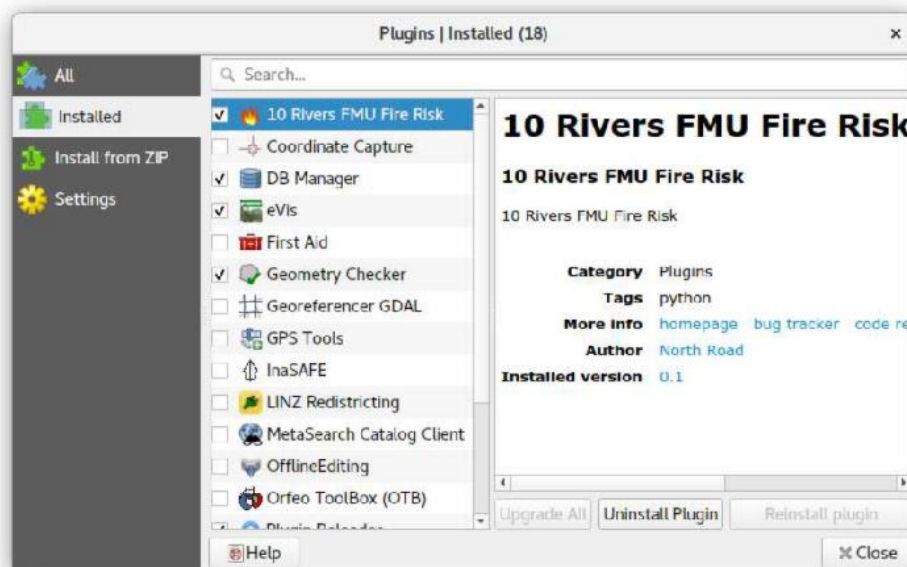 Plugins | Installed (18)
All
Installed
Install from ZIP
Settings
Search...
10 Rivers FMU Fire Risk
Coordinate Capture
DB Manager
eVis
First Aid
Geometry Checker
Georeferencer GDAL
GPS Tools
InaSAFE
LINZ Redistricting
MetaSearch Catalog Client
OfflineEditing
Orfeo ToolBox (OTB)
Plugin Reloader
10 Rivers FMU Fire Risk
10 Rivers FMU Fire Risk
10 Rivers FMU Fire Risk
Category Plugins
Tags python
More info homepage bug tracker code re
Author North Road
Installed version 0.1
Upgrade All Uninstall Plugin Reinstall plugin
Help Close